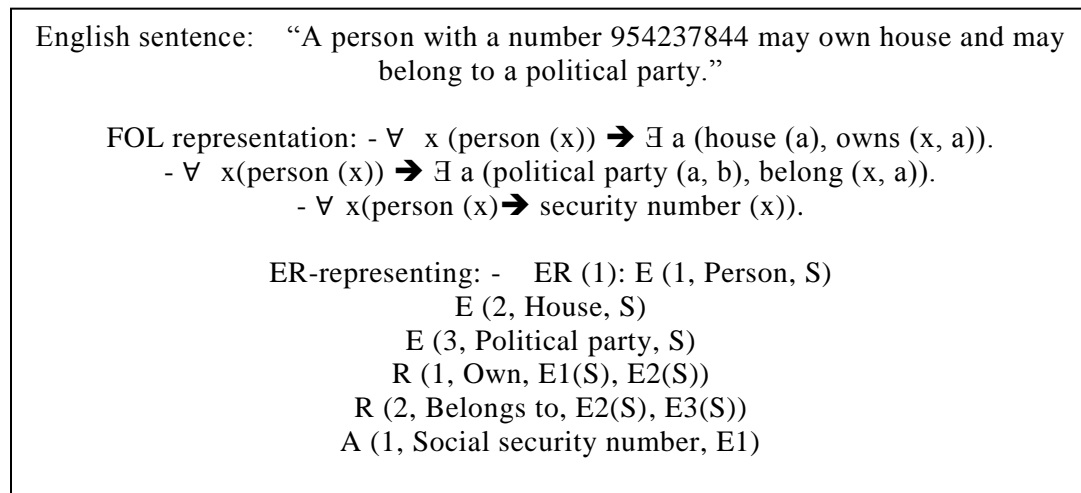 English sentence: “A person with a number 954237844 may own house and may
belong to a political party.”
FOL representation: - ∀ x (person (x)) ➔ ∃ a (house (a), owns (x, a)).
- ∀ x(person (x)) ➔ ∃ a (political party (a, b), belong (x, a)).
- ∀ x(person (x)➔ security number (x)).
ER-representing: - ER (1): E (1, Person, S)
E (2, House, S)
E (3, Political party, S)
R (1, Own, E1(S), E2(S))
R (2, Belongs to, E2(S), E3(S))
A (1, Social security number, E1)